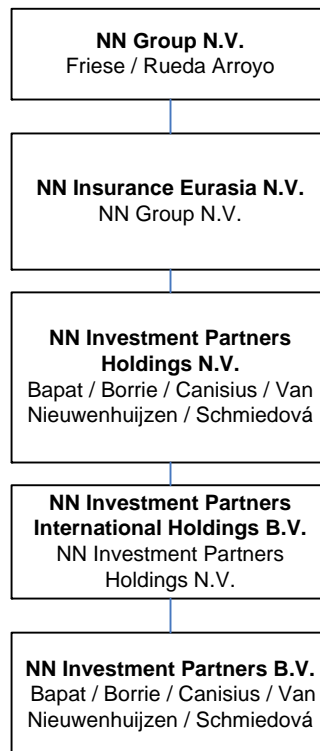 NN Group N.V.
Friese / Rueda Arroyo
NN Insurance Eurasia N.V.
NN Group N.V.
NN Investment Partners
Holdings N.V.
Bapat / Borrie / Canisius / Van
Nieuwenhuijzen / Schmiedová
NN Investment Partners
International Holdings B.V.
NN Investment Partners
Holdings N.V.
NN Investment Partners B.V.
Bapat / Borrie / Canisius / Van
Nieuwenhuijzen / Schmiedová